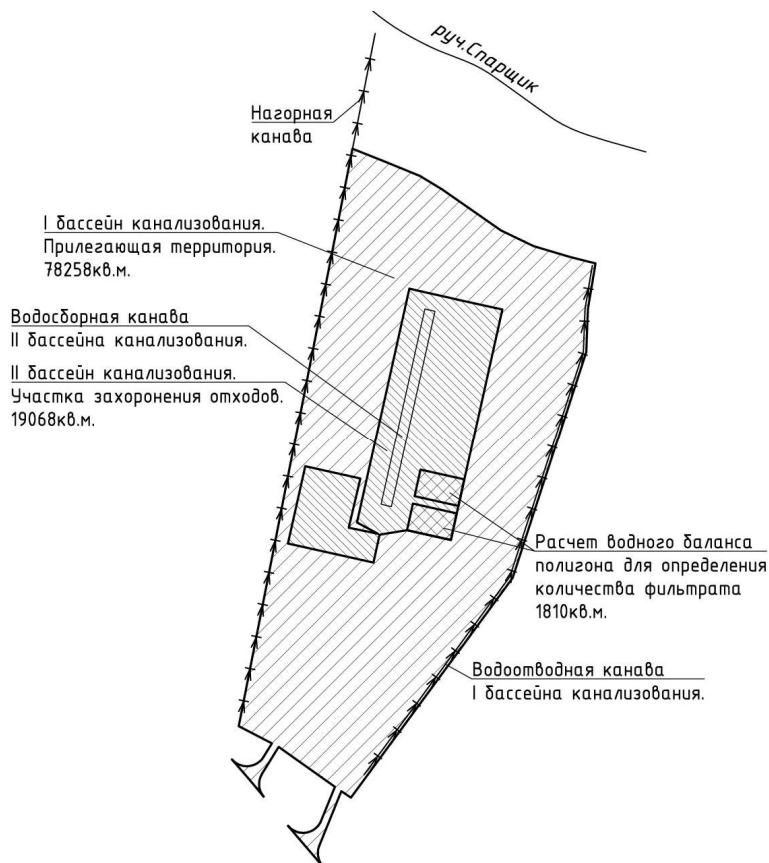 руч.Спарщик
Нагорная
канава
I бассейн канализования.
Прилегающая территория.
78258кв.м.
Водосборная канава
II бассейна канализования.
II бассейн канализования.
Участка захоронения отходов.
19068кв.м.
Расчет водного баланса
полигона для определения
количества фильтрата
1810кв.м.
Водоотводная канава
I бассейна канализования.